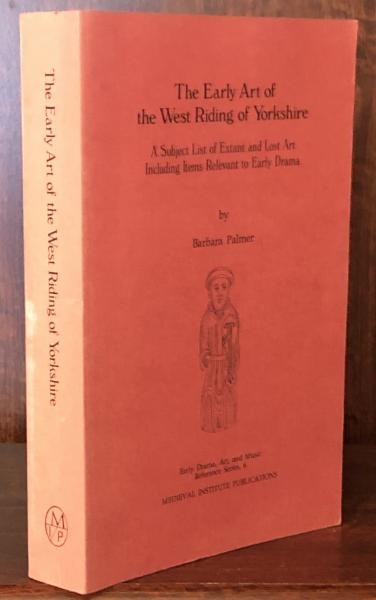 The Early Art of
the West Riding of Yorkshire
A Subject List of Extant and Lost Art
Including Items Relevant to Early Drama
by
Barbara Palmer
Early Drama, Art, and Music
Reference Series, 6
MEDIEVAL INSTITUTE PUBLICATIONS
The Early Art of the West Riding of Yorkshire
M
I P